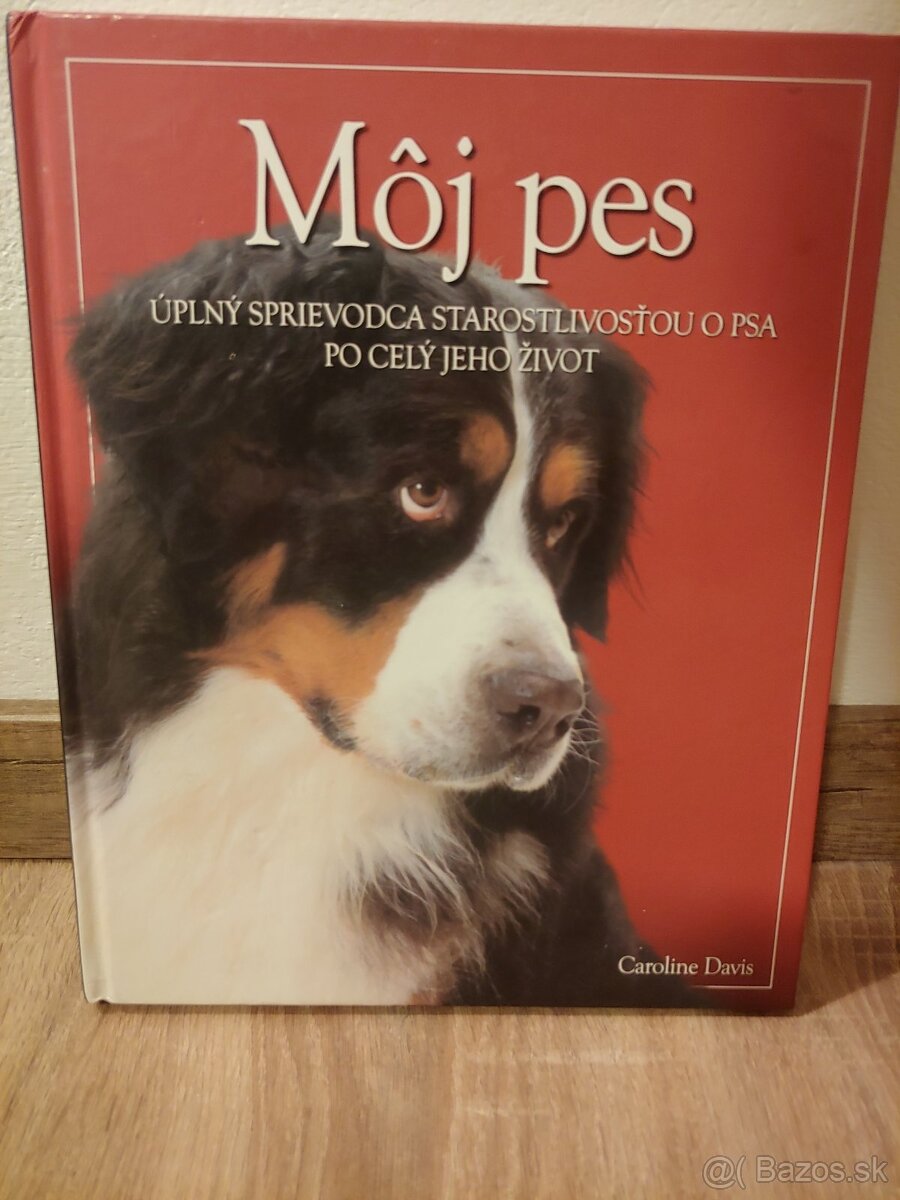 Môj pes
ÚPLNÝ SPRIEVODCA STAROSTLIVOSŤOU O PSA
PO CELÝ JEHO ŽIVOT
Caroline Davis
@( Bazos.sk